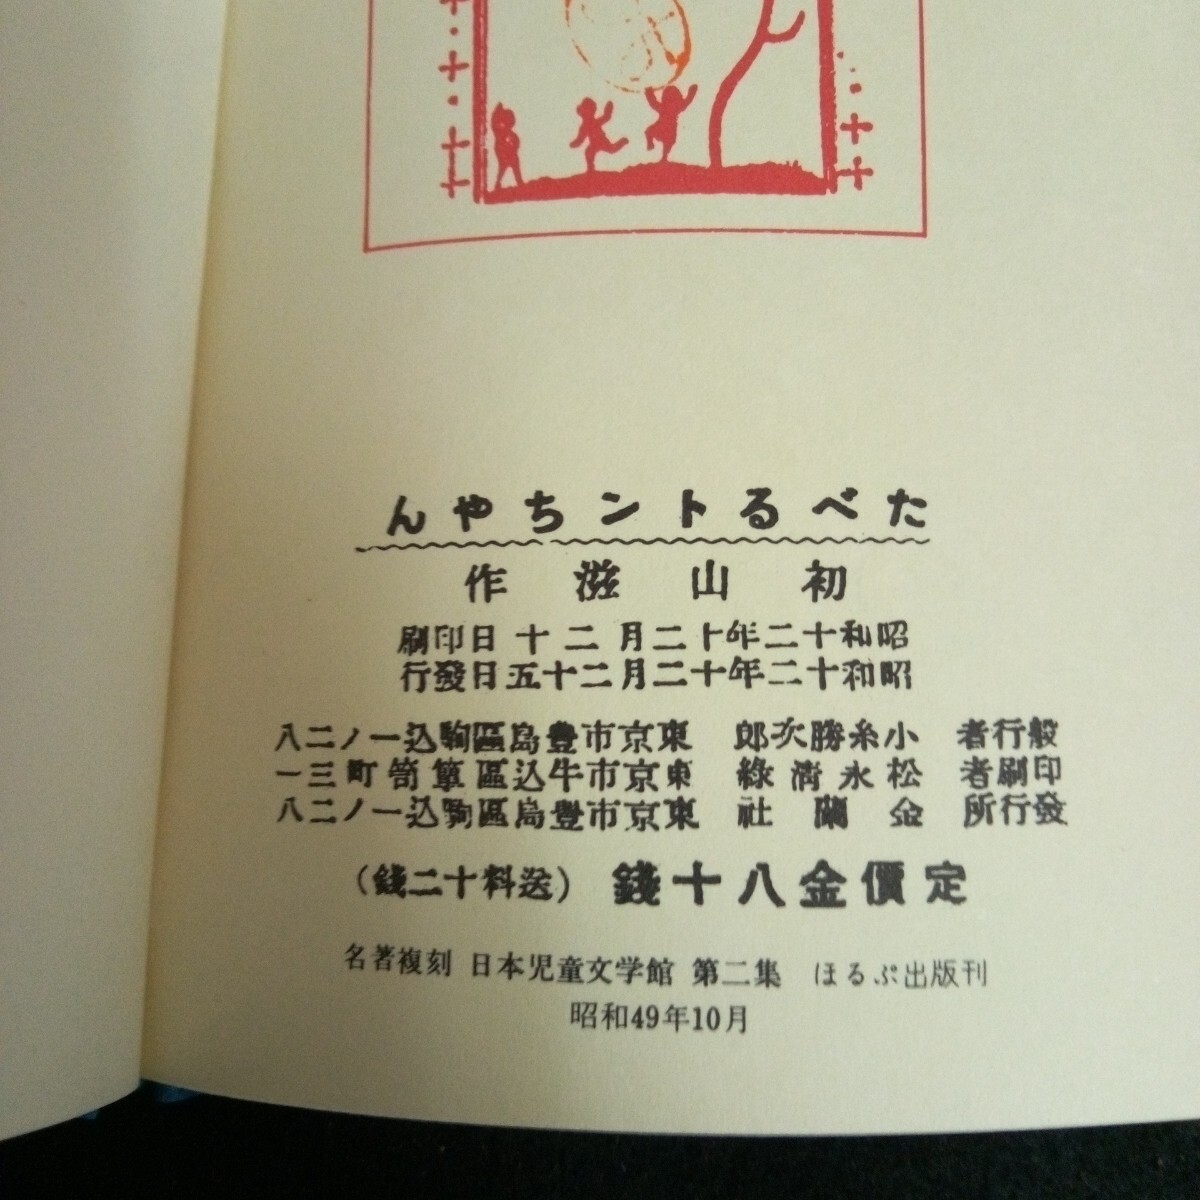 たべるトンちやん
初山滋作
昭和十二年十二月二十日印刷
昭和十二年十二月二十五日發行
發行者 小糸勝次郎 東京市豊島區駒込一ノ二八
印刷者 松永清綠 東京市牛込區簞笥町三一
發行所 金蘭社 東京市豊島區駒込一ノ二八
定價金八十錢 (送料十二錢)
名著複刻 日本児童文学館 第二集 ほるぷ出版刊
昭和49年10月